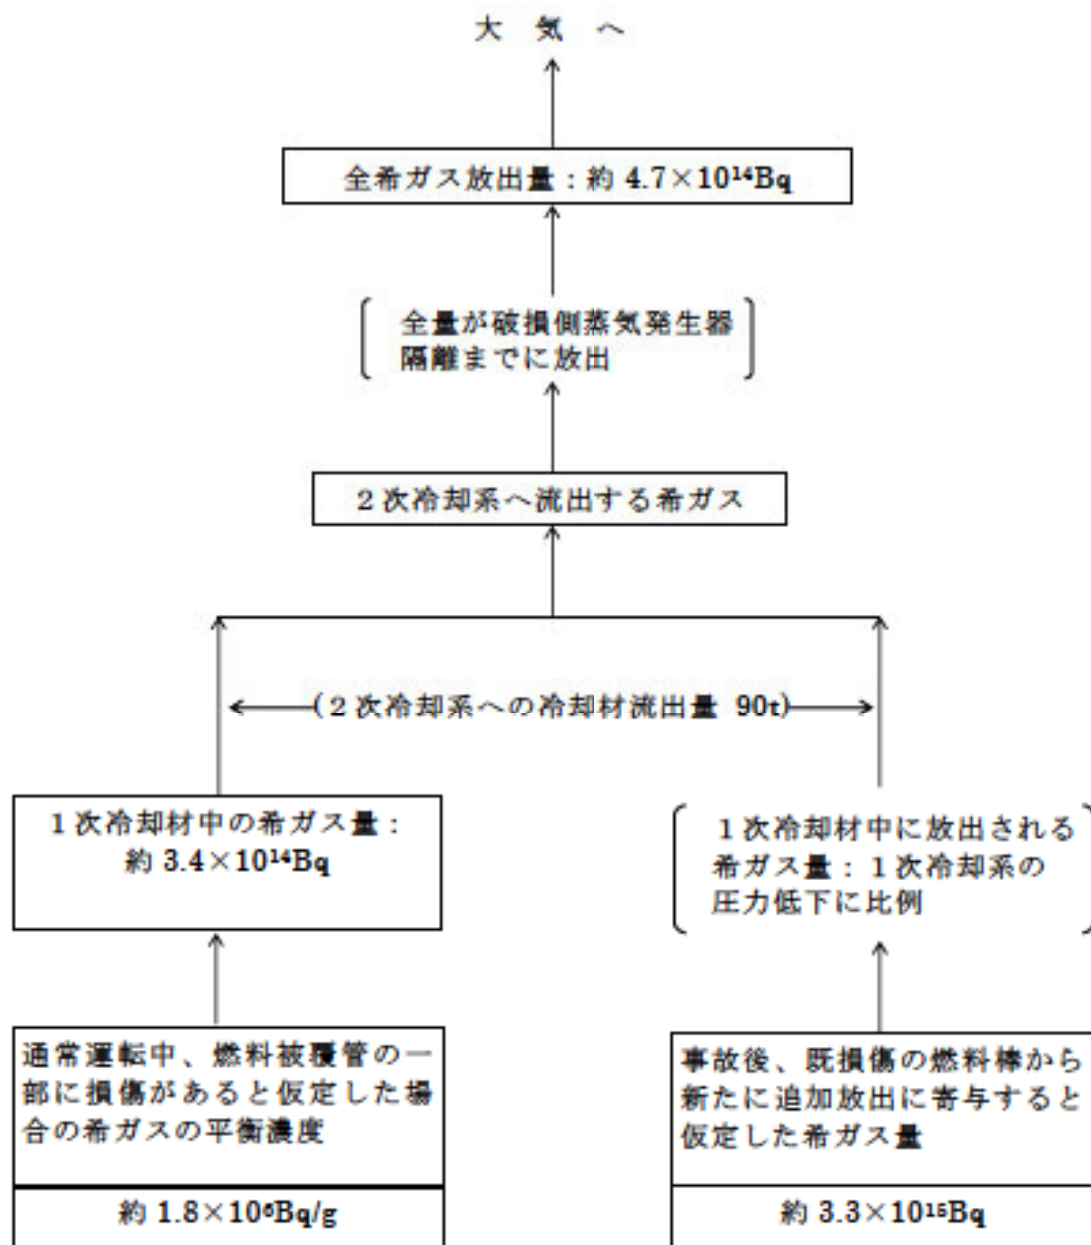 大 気 へ
全希ガス放出量：約 4.7×10¹⁴Bq
全量が破損側蒸気発生器
隔離までに放出
２次冷却系へ流出する希ガス
(２次冷却系への冷却材流出量 90t)
１次冷却材中の希ガス量：
約 3.4×10¹⁴Bq
１次冷却材中に放出される
希ガス量：１次冷却系の
圧力低下に比例
通常運転中、燃料被覆管の一
部に損傷があると仮定した場
合の希ガスの平衡濃度
約 1.8×10⁶Bq/g
事故後、既損傷の燃料棒から
新たに追加放出に寄与すると
仮定した希ガス量
約 3.3×10¹⁵Bq